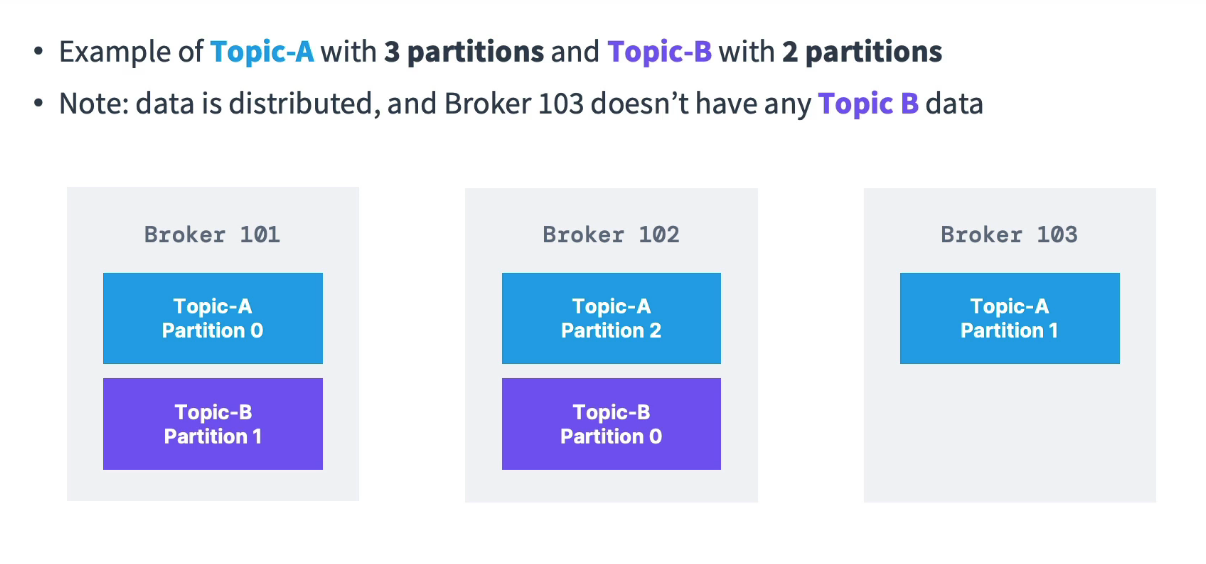 • Example of Topic-A with 3 partitions and Topic-B with 2 partitions
• Note: data is distributed, and Broker 103 doesn’t have any Topic B data
Broker 101
Topic-A
Partition 0
Topic-B
Partition 1
Broker 102
Topic-A
Partition 2
Topic-B
Partition 0
Broker 103
Topic-A
Partition 1